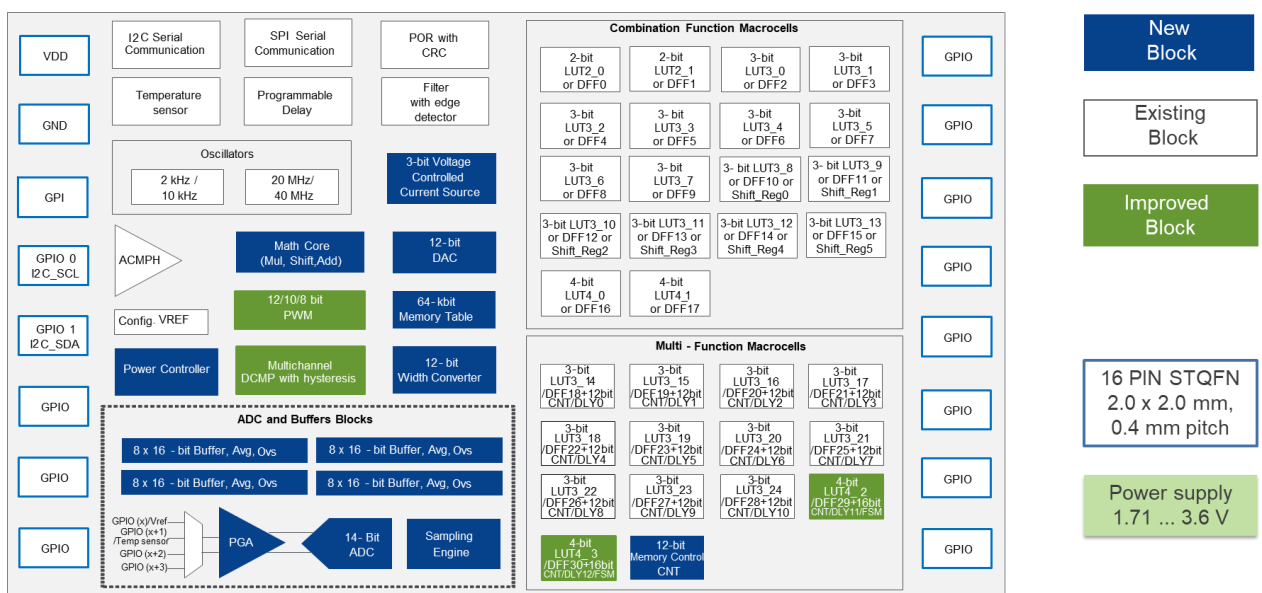 VDD
GND
GPI
GPIO 0
I2C_SCL
GPIO 1
I2C_SDA
GPIO
GPIO
GPIO
I2C Serial
Communication
SPI Serial
Communication
POR with
CRC
Temperature
sensor
Programmable
Delay
Filter
with edge
detector
Oscillators
2 kHz /
10 kHz
20 MHz/
40 MHz
3-bit Voltage
Controlled
Current Source
ACMPH
Math Core
(Mul, Shift,Add)
12-bit
DAC
Config. VREF
12/10/8 bit
PWM
64-kbit
Memory Table
Power Controller
Multichannel
DCMP with hysteresis
12-bit
Width Converter
ADC and Buffers Blocks
8 x 16 - bit Buffer, Avg, Ovs
8 x 16 - bit Buffer, Avg, Ovs
8 x 16 - bit Buffer, Avg, Ovs
8 x 16 - bit Buffer, Avg, Ovs
GPIO (x)/Vref
GPIO (x+1)
/Temp sensor
GPIO (x+2)
GPIO (x+3)
PGA
14- Bit
ADC
Sampling
Engine
Combination Function Macrocells
2-bit
LUT2_0
or DFF0
2-bit
LUT2_1
or DFF1
3-bit
LUT3_0
or DFF2
3-bit
LUT3_1
or DFF3
3-bit
LUT3_2
or DFF4
3- bit
LUT3_3
or DFF5
3-bit
LUT3_4
or DFF6
3-bit
LUT3_5
or DFF7
3-bit
LUT3_6
or DFF8
3-bit
LUT3_7
or DFF9
3- bit LUT3_8
or DFF10 or
Shift_Reg0
3- bit LUT3_9
or DFF11 or
Shift_Reg1
3-bit LUT3_10
or DFF12 or
Shift_Reg2
3-bit LUT3_11
or DFF13 or
Shift_Reg3
3-bit LUT3_12
or DFF14 or
Shift_Reg4
3-bit LUT3_13
or DFF15 or
Shift_Reg5
4-bit
LUT4_0
or DFF16
4-bit
LUT4_1
or DFF17
Multi - Function Macrocells
3-bit
LUT3_14
/DFF18+12bit
CNT/DLY0
3-bit
LUT3_15
/DFF19+12bit
CNT/DLY1
3-bit
LUT3_16
/DFF20+12bit
CNT/DLY2
3-bit
LUT3_17
/DFF21+12bit
CNT/DLY3
3-bit
LUT3_18
/DFF22+12bit
CNT/DLY4
3-bit
LUT3_19
/DFF23+12bit
CNT/DLY5
3-bit
LUT3_20
/DFF24+12bit
CNT/DLY6
3-bit
LUT3_21
/DFF25+12bit
CNT/DLY7
3-bit
LUT3_22
/DFF26+12bit
CNT/DLY8
3-bit
LUT3_23
/DFF27+12bit
CNT/DLY9
3-bit
LUT3_24
/DFF28+12bit
CNT/DLY10
4-bit
LUT4_ 2
/DFF29+16bit
CNT/DLY11/FSM
4-bit
LUT4_ 3
/DFF30+16bit
CNT/DLY12/FSM
12-bit
Memory Control
CNT
GPIO
GPIO
GPIO
GPIO
GPIO
GPIO
GPIO
GPIO
New
Block
Existing
Block
Improved
Block
16 PIN STQFN
2.0 x 2.0 mm,
0.4 mm pitch
Power supply
1.71 ... 3.6 V